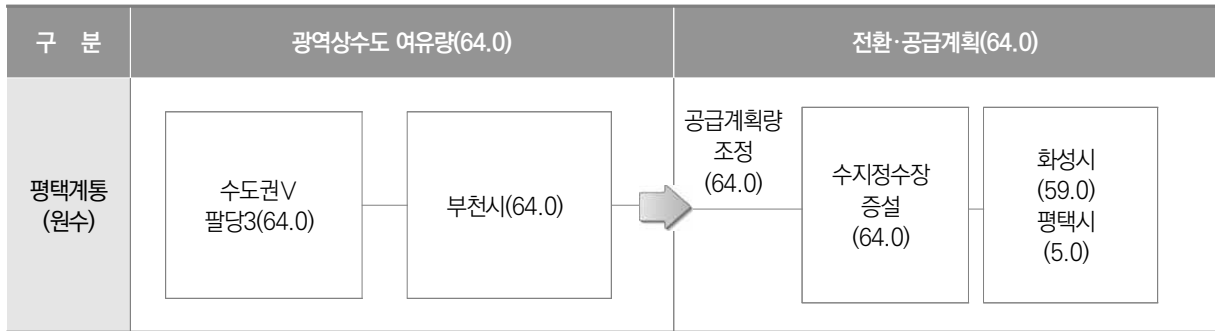 구 분
광역상수도 여유량(64.0)
전환·공급계획(64.0)
평택계통
(원수)
수도권Ⅴ
팔당3(64.0)
부천시(64.0)
공급계획량
조정
(64.0)
수지정수장
증설
(64.0)
화성시
(59.0)
평택시
(5.0)